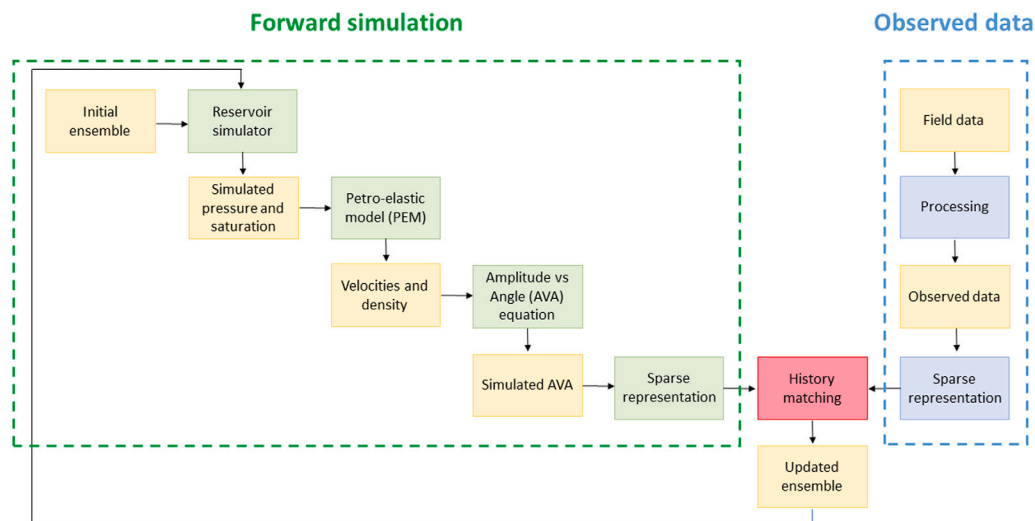 Forward simulation
Observed data
Initial
ensemble
Reservoir
simulator
Simulated
pressure and
saturation
Petro-elastic
model (PEM)
Velocities and
density
Amplitude vs
Angle (AVA)
equation
Simulated AVA
Sparse
representation
History
matching
Updated
ensemble
Field data
Processing
Observed data
Sparse
representation